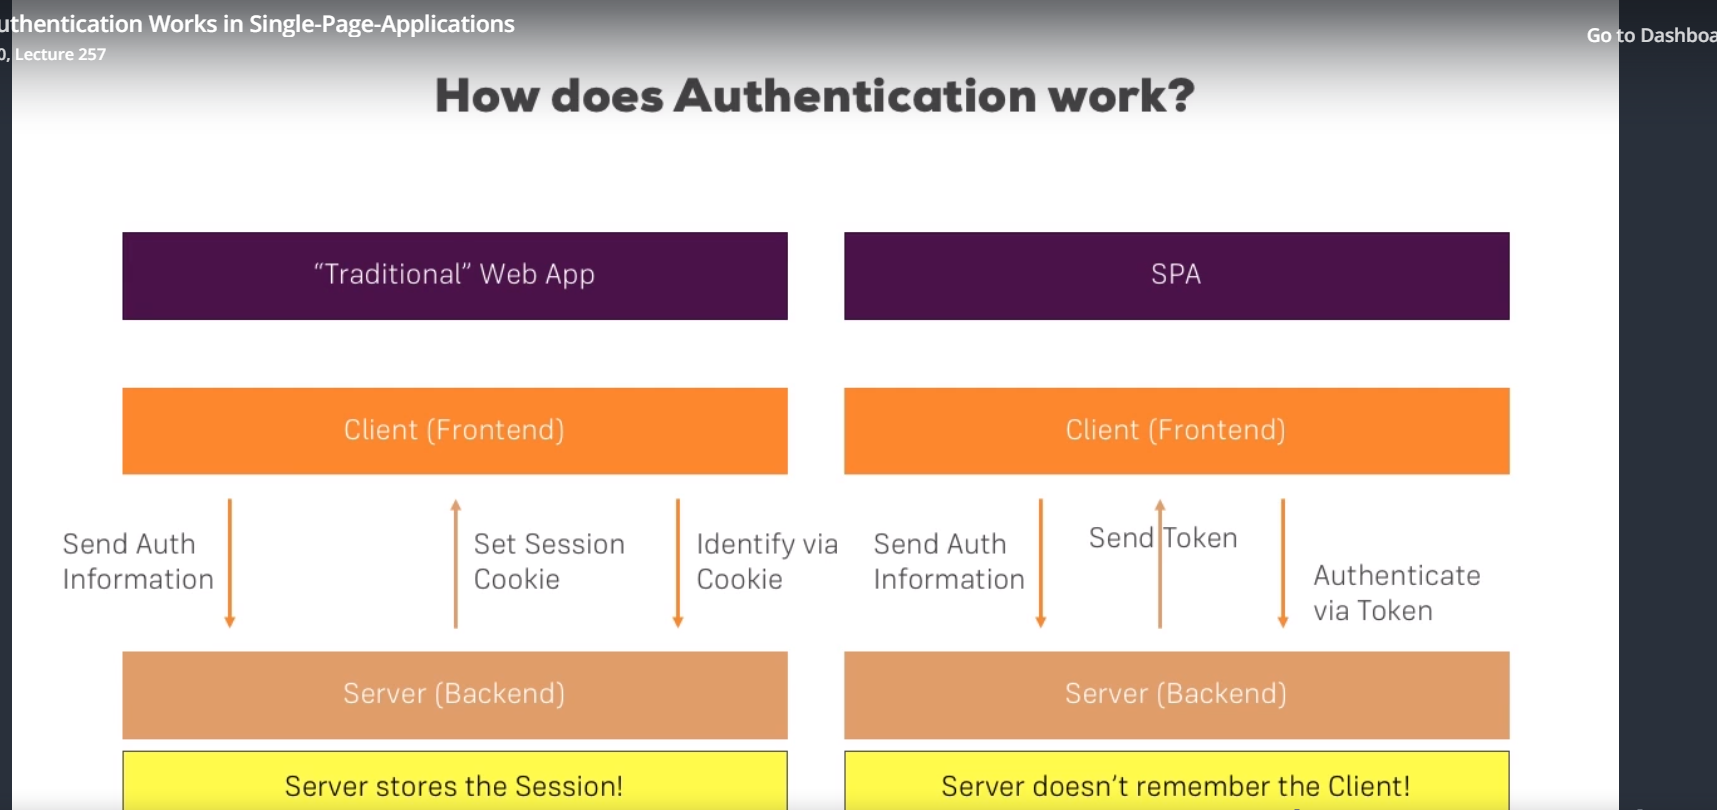 uthentication Works in Single-Page-Applications
0, Lecture 257
Go to Dashboa
How does Authentication work?
“Traditional” Web App
Client (Frontend)
Send Auth
Information
Set Session
Cookie
Identify via
Cookie
Server (Backend)
Server stores the Session!
SPA
Client (Frontend)
Send Auth
Information
Send Token
Authenticate
via Token
Server (Backend)
Server doesn’t remember the Client!